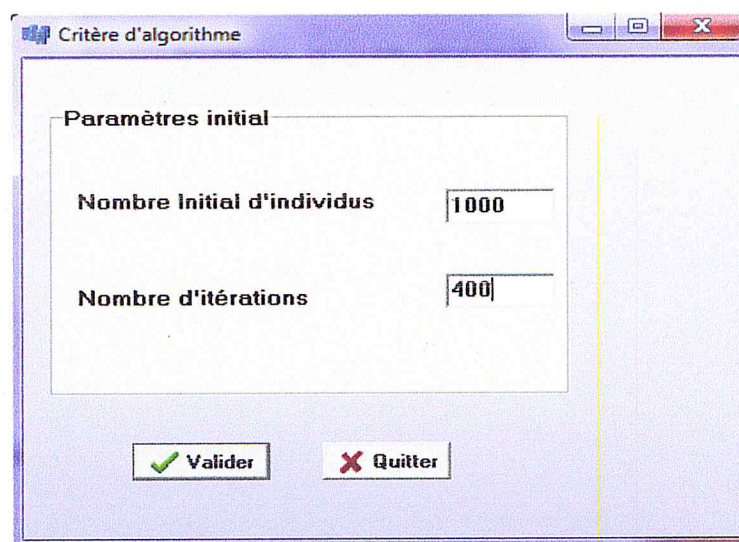 Critère d'algorithme
Paramètres initial
Nombre Initial d'individus 1000
Nombre d'itérations 400
Valider Quitter